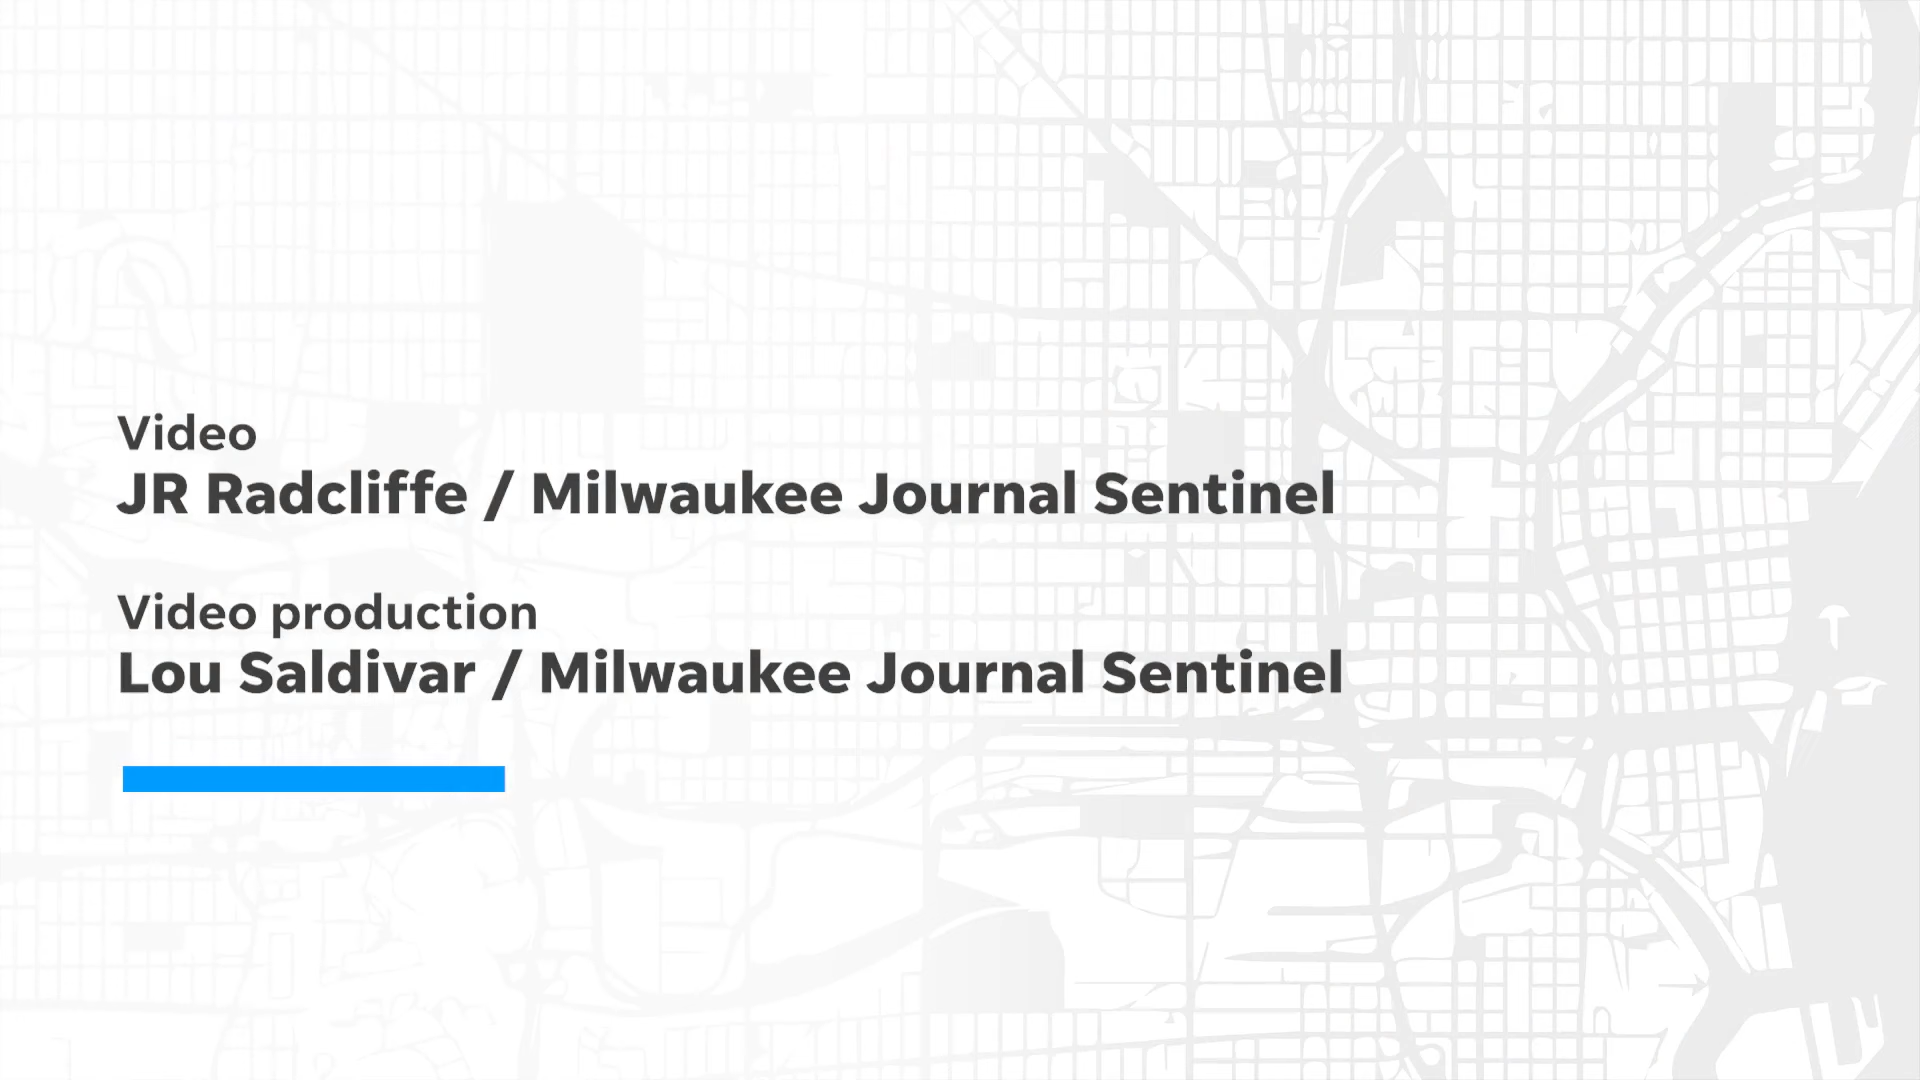 Video
JR Radcliffe / Milwaukee Journal Sentinel
Video production
Lou Saldivar / Milwaukee Journal Sentinel